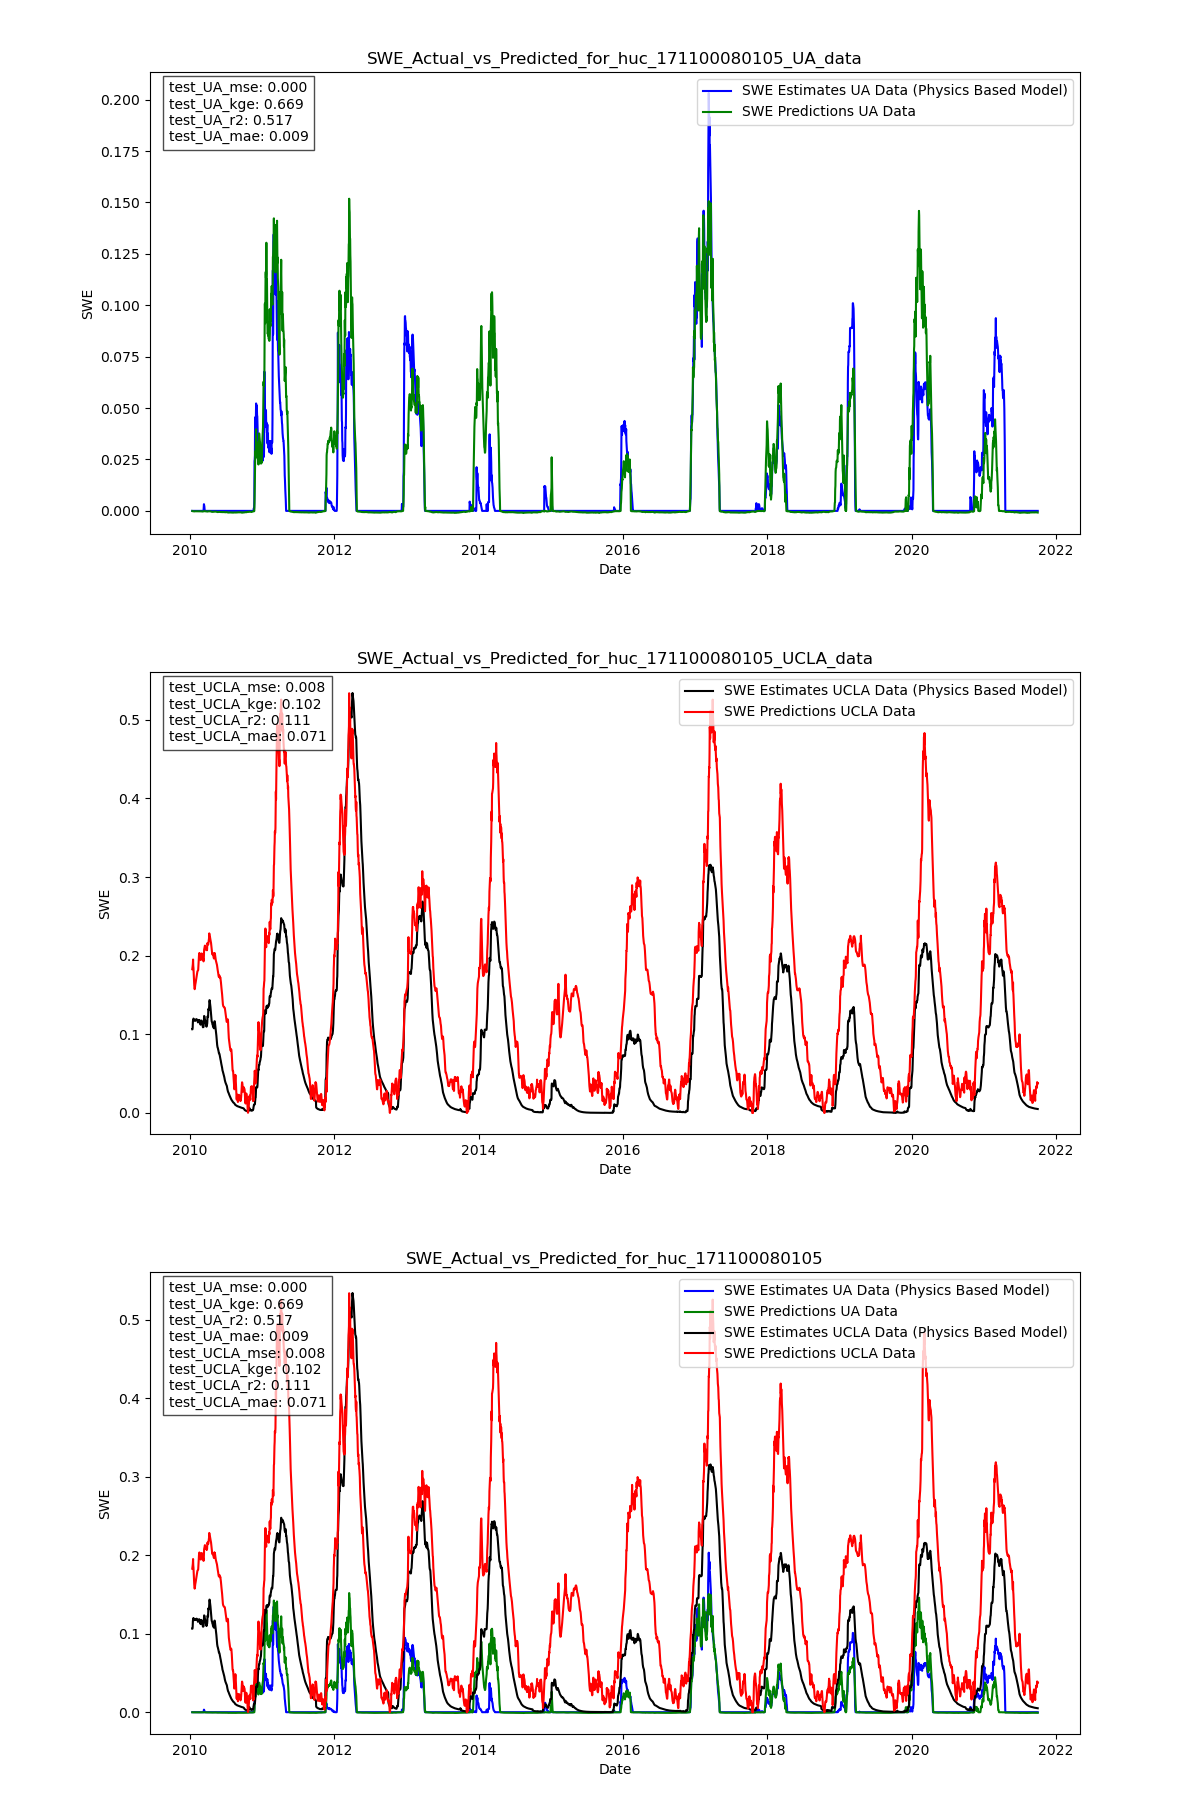 SWE_Actual_vs_Predicted_for_huc_171100080105_UA_data
test_UA_mse: 0.000
test_UA_kge: 0.669
test_UA_r2: 0.517
test_UA_mae: 0.009
SWE Estimates UA Data (Physics Based Model)
SWE Predictions UA Data
0.200
0.175
0.150
0.125
0.100
0.075
0.050
0.025
0.000
SWE
2010 2012 2014 2016 2018 2020 2022
Date
SWE_Actual_vs_Predicted_for_huc_171100080105_UCLA_data
test_UCLA_mse: 0.008
test_UCLA_kge: 0.102
test_UCLA_r2: 0.111
test_UCLA_mae: 0.071
SWE Estimates UCLA Data (Physics Based Model)
SWE Predictions UCLA Data
0.5
0.4
0.3
0.2
0.1
0.0
SWE
2010 2012 2014 2016 2018 2020 2022
Date
SWE_Actual_vs_Predicted_for_huc_171100080105
test_UA_mse: 0.000
test_UA_kge: 0.669
test_UA_r2: 0.517
test_UA_mae: 0.009
test_UCLA_mse: 0.008
test_UCLA_kge: 0.102
test_UCLA_r2: 0.111
test_UCLA_mae: 0.071
SWE Estimates UA Data (Physics Based Model)
SWE Predictions UA Data
SWE Estimates UCLA Data (Physics Based Model)
SWE Predictions UCLA Data
0.5
0.4
0.3
0.2
0.1
0.0
SWE
2010 2012 2014 2016 2018 2020 2022
Date